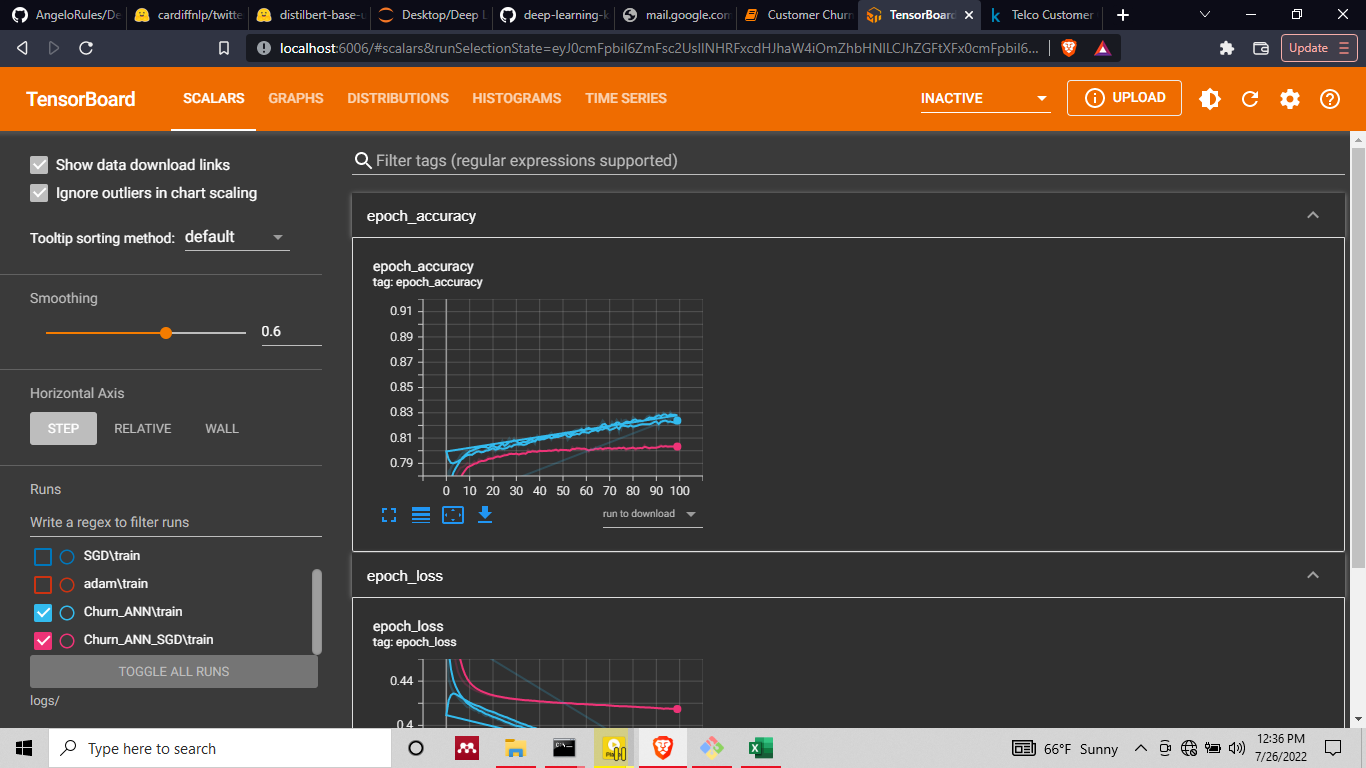 AngeloRules/De
cardiffnlp/twitte
distilbert-base-u
Desktop/Deep L
deep-learning-k
mail.google.com
Customer Churn
TensorBoard
Telco Customer
localhost:6006/#scalars&runSelectionState=
Update
TensorBoard
SCALARS
GRAPHS
DISTRIBUTIONS
HISTOGRAMS
TIME SERIES
INACTIVE
UPLOAD
Show data download links
Ignore outliers in chart scaling
Tooltip sorting method: default
Smoothing
0.6
Horizontal Axis
STEP RELATIVE WALL
Runs
Write a regex to filter runs
SGD\train
adam\train
Churn_ANN\train
Churn_ANN_SGD\train
TOGGLE ALL RUNS
logs/
Filter tags (regular expressions supported)
epoch_accuracy
epoch_accuracy
tag: epoch_accuracy
0.91
0.89
0.87
0.85
0.83
0.81
0.79
0 10 20 30 40 50 60 70 80 90 100
run to download
epoch_loss
epoch_loss
tag: epoch_loss
0.44
0.4
Type here to search
66°F Sunny
12:36 PM
7/26/2022